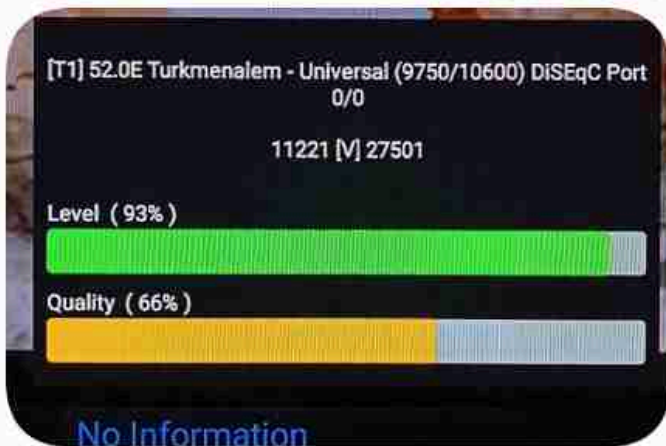 [T1] 52.0E Turkmenalem - Universal (9750/10600) DiSEqC Port
0/0
11221 [V] 27501
Level ( 93% )
Quality ( 66% )
No Information